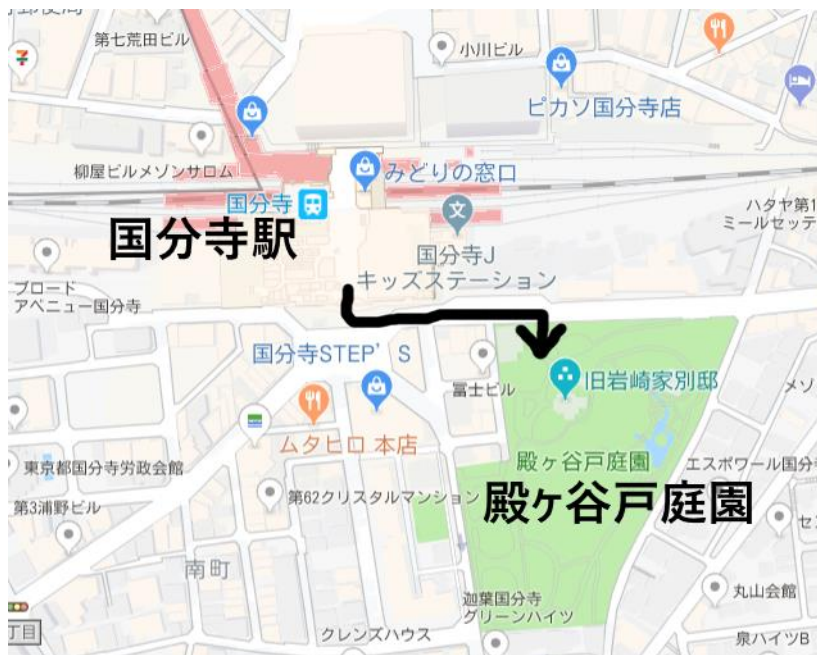 第七荒田ビル
小川ビル
ピカソ国分寺店
柳屋ビルメゾンサロム
みどりの窓口
国分寺
国分寺駅
ハタヤ第1
ミールセッテ
国分寺J
キッズステーション
ブロード
アベニュー国分寺
国分寺STEP'S
冨士ビル
旧岩崎家別邸
メゾ
ムタヒロ 本店
東京都国分寺労政会館
殿ヶ谷戸庭園
エスポワール国分寺
第62クリスタルマンション
殿ヶ谷戸庭園
第3浦野ビル
セン
南町
迦葉国分寺
グリーンハイツ
丸山会館
丁目
クレンズハウス
泉ハイツB